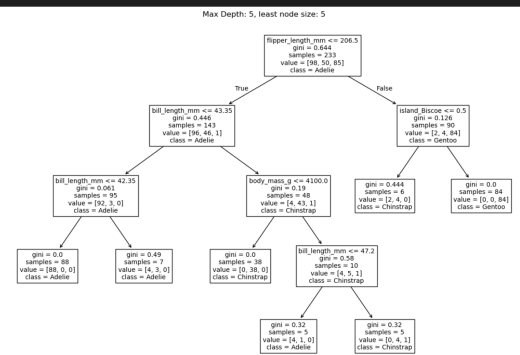 Max Depth: 5, least node size: 5
flipper_length_mm <= 206.5
gini = 0.644
samples = 233
value = [98, 50, 85]
class = Adelie
True
False
bill_length_mm <= 43.35
gini = 0.446
samples = 143
value = [96, 46, 1]
class = Adelie
island_Biscoe <= 0.5
gini = 0.126
samples = 90
value = [2, 4, 84]
class = Gentoo
bill_length_mm <= 42.35
gini = 0.061
samples = 95
value = [92, 3, 0]
class = Adelie
body_mass_g <= 4100.0
gini = 0.19
samples = 48
value = [4, 43, 1]
class = Chinstrap
gini = 0.444
samples = 6
value = [2, 4, 0]
class = Chinstrap
gini = 0.0
samples = 84
value = [0, 0, 84]
class = Gentoo
gini = 0.0
samples = 88
value = [88, 0, 0]
class = Adelie
gini = 0.49
samples = 7
value = [4, 3, 0]
class = Adelie
gini = 0.0
samples = 38
value = [0, 38, 0]
class = Chinstrap
bill_length_mm <= 47.2
gini = 0.58
samples = 10
value = [4, 5, 1]
class = Chinstrap
gini = 0.32
samples = 5
value = [4, 1, 0]
class = Adelie
gini = 0.32
samples = 5
value = [0, 4, 1]
class = Chinstrap